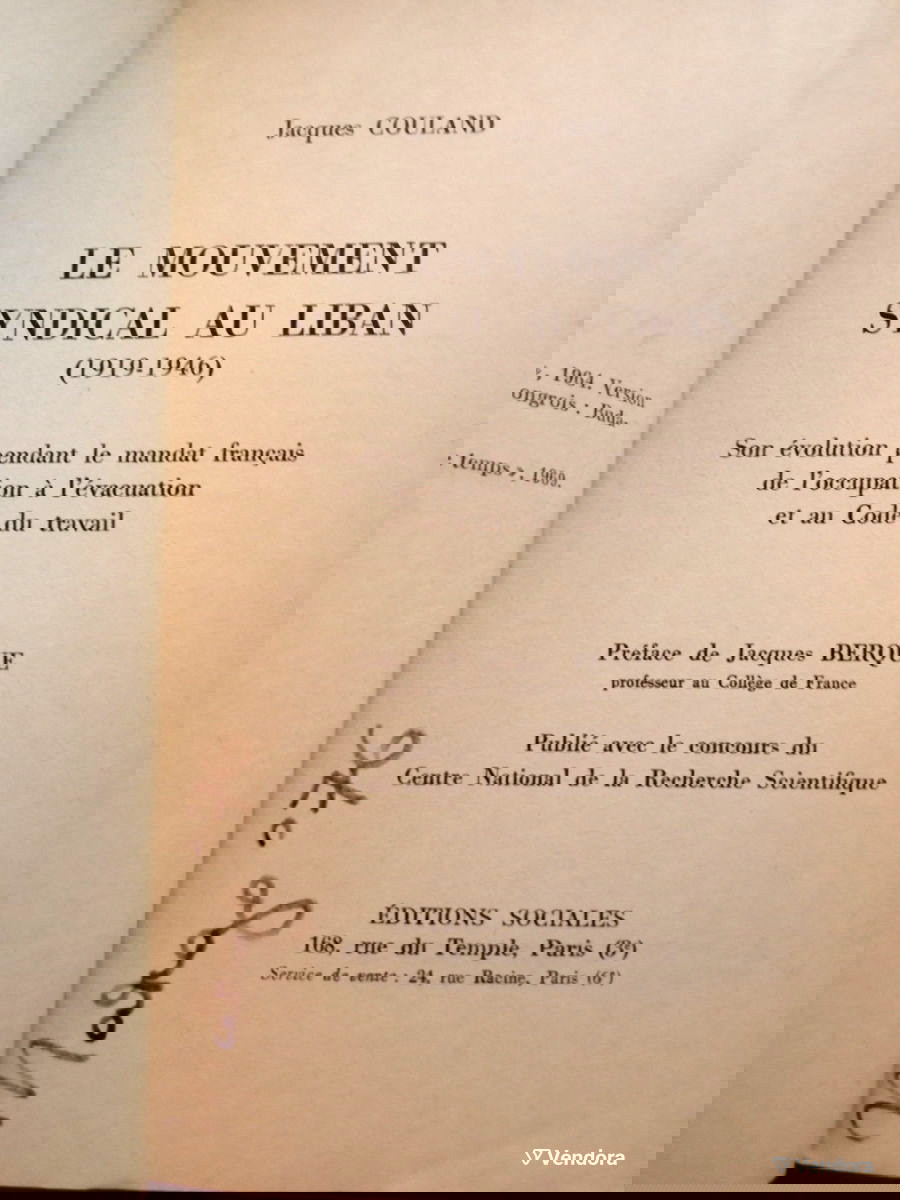 Jacques COULAND
LE MOUVEMENT
SYNDICAL AU LIBAN
(1919-1946)
1964. Version
ongrois : Buda-
Temps »,
Son évolution pendant le mandat français
de l'occupation à l'évacuation
et au Code du travail
Préface de Jacques BERQUE
professeur au Collège de France
Publié avec le concours du
Centre National de la Recherche Scientifique
ÉDITIONS SOCIALES
168, rue du Temple, Paris (3e)
Service de vente : 24, rue Racine, Paris (6e)
Vendora